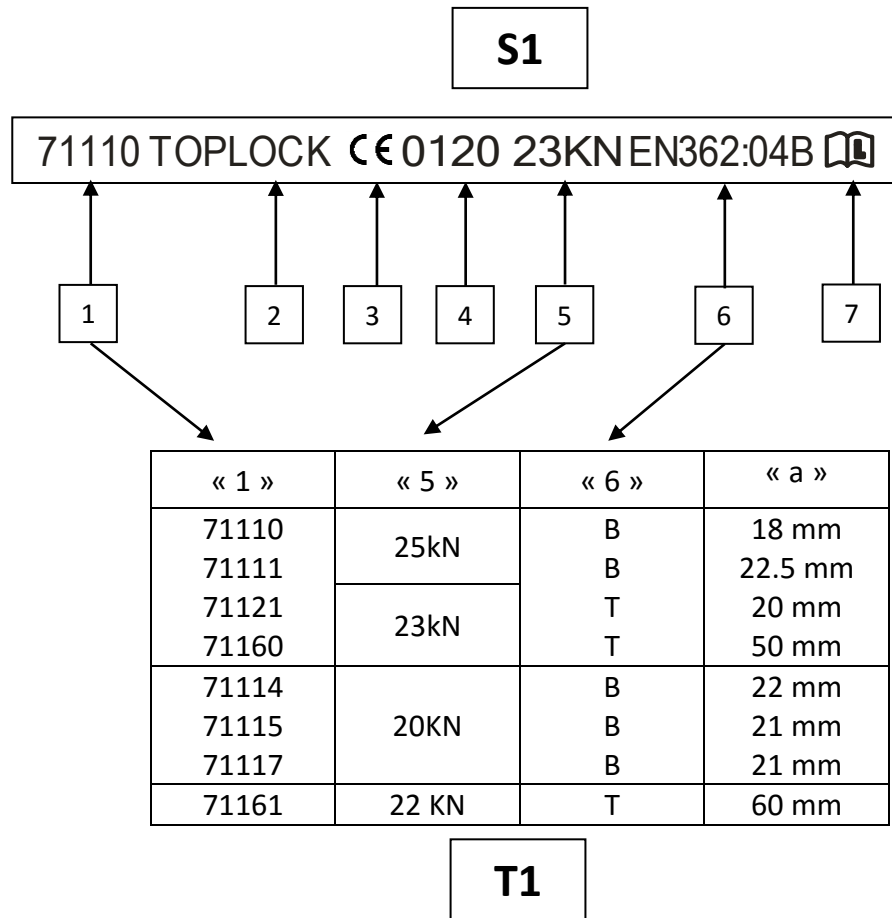 S1
71110 TOPLOCK CE 0120 23KN EN362:04B
1 2 3 4 5 6 7
« 1 » « 5 » « 6 » « a »
71110 25kN B 18 mm
71111 B 22.5 mm
71121 23kN T 20 mm
71160 T 50 mm
71114 B 22 mm
71115 20KN B 21 mm
71117 B 21 mm
71161 22 KN T 60 mm
T1